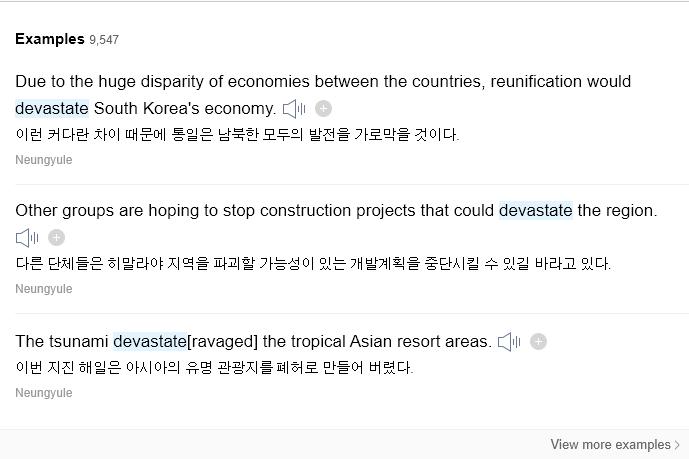 Examples 9,547
Due to the huge disparity of economies between the countries, reunification would
devastate South Korea's economy.
이런 커다란 차이 때문에 통일은 남북한 모두의 발전을 가로막을 것이다.
Neungyule
Other groups are hoping to stop construction projects that could devastate the region.
다른 단체들은 히말라야 지역을 파괴할 가능성이 있는 개발계획을 중단시킬 수 있길 바라고 있다.
Neungyule
The tsunami devastate[ravaged] the tropical Asian resort areas.
이번 지진 해일은 아시아의 유명 관광지를 폐허로 만들어 버렸다.
Neungyule
View more examples